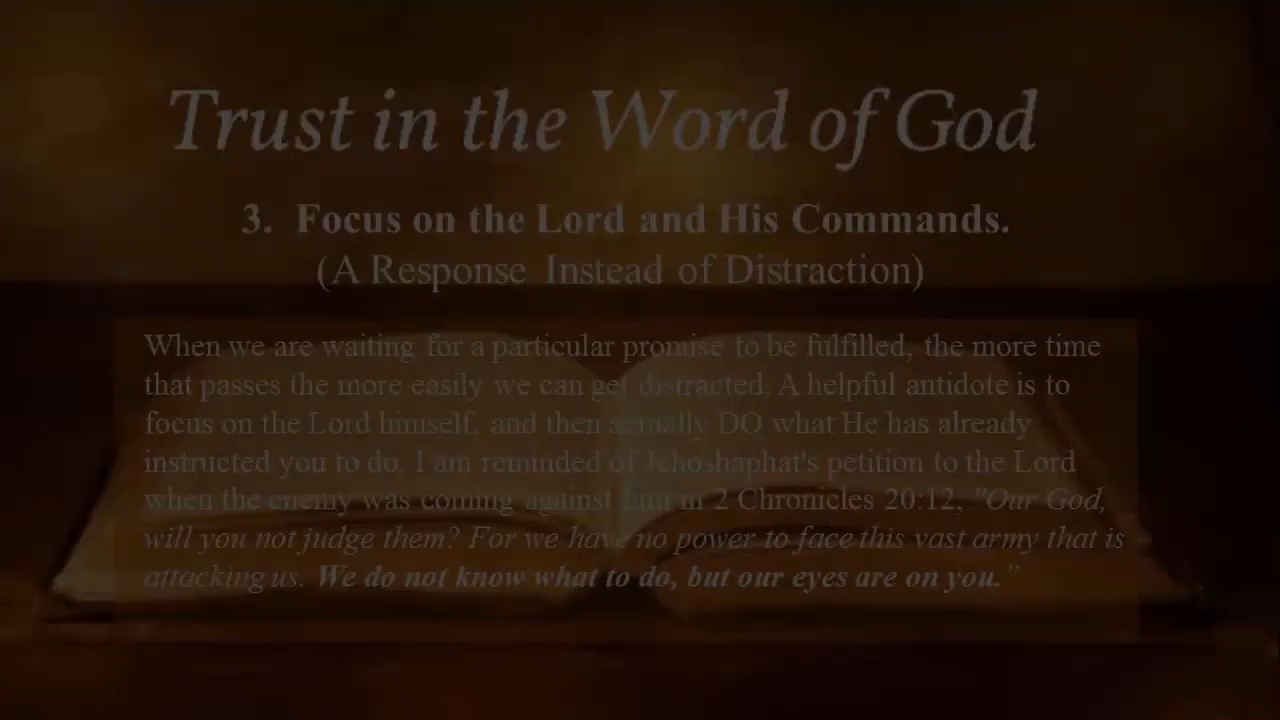 Trust in the Word of God
3. Focus on the Lord and His Commands.
(A Response Instead of Distraction)
When we are waiting for a particular promise to be fulfilled, the more time
that passes the more easily we can get distracted. A helpful antidote is to
focus on the Lord himself, and then actually DO what He has already
instructed you to do. I am reminded of Jehoshaphat's petition to the Lord
when the enemy was coming against him in 2 Chronicles 20:12, "Our God,
will you not judge them? For we have no power to face this vast army that is
attacking us. We do not know what to do, but our eyes are on you.”